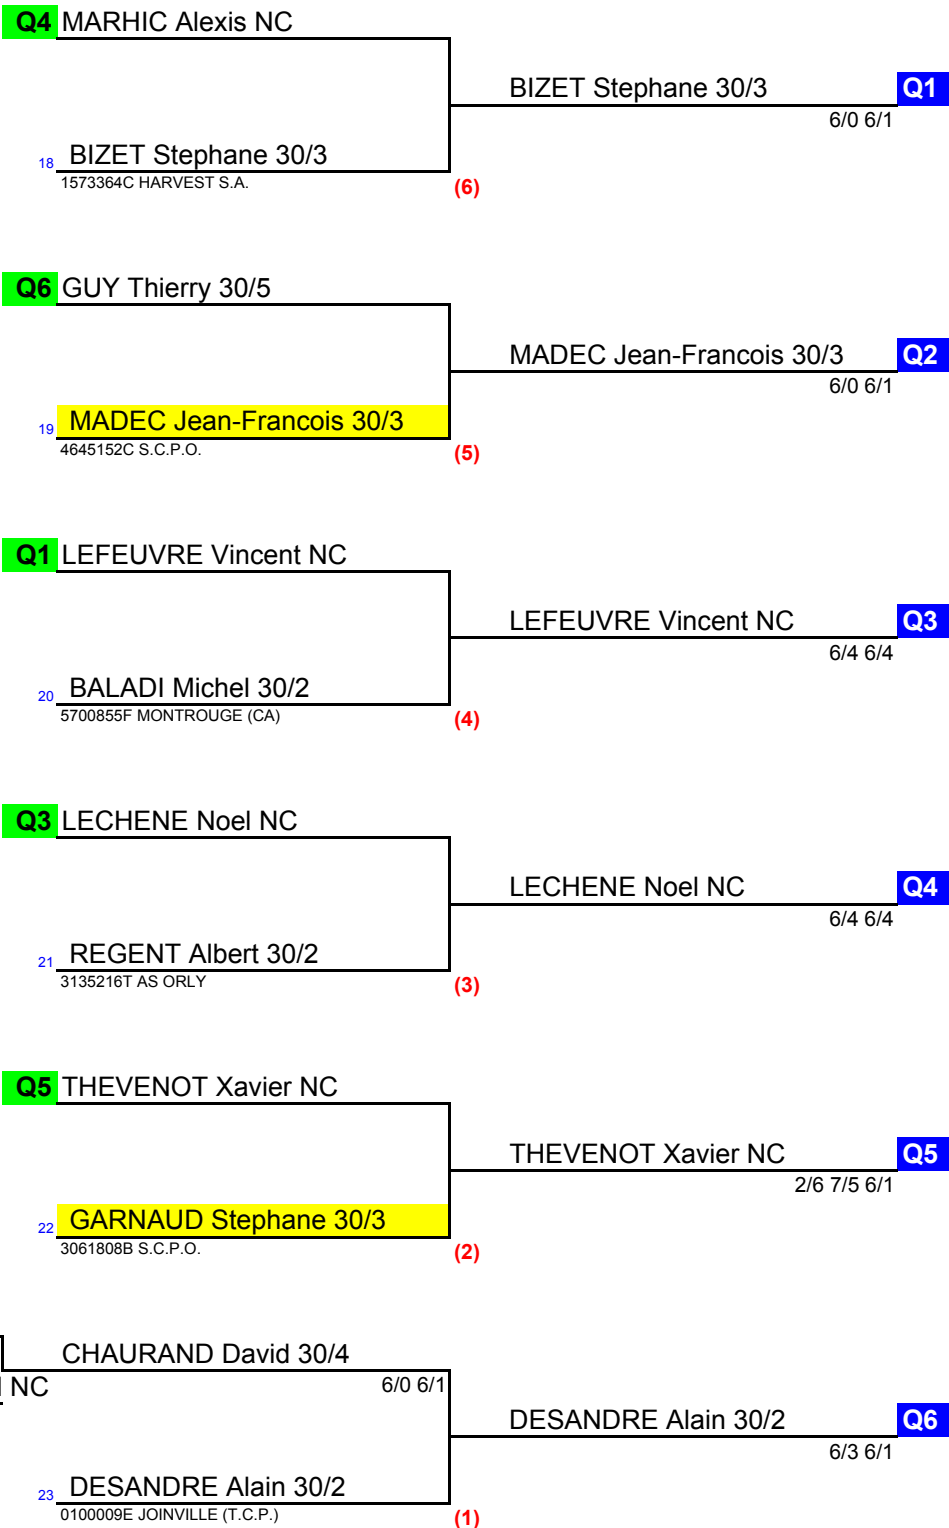 Q4 MARHIC Alexis NC
BIZET Stephane 30/3 Q1
6/0 6/1
18 BIZET Stephane 30/3
1573364C HARVEST S.A.
(6)
Q6 GUY Thierry 30/5
MADEC Jean-Francois 30/3 Q2
6/0 6/1
19 MADEC Jean-Francois 30/3
4645152C S.C.P.O.
(5)
Q1 LEFEUVRE Vincent NC
LEFEUVRE Vincent NC Q3
6/4 6/4
20 BALADI Michel 30/2
5700855F MONTROUGE (CA)
(4)
Q3 LECHENE Noel NC
LECHENE Noel NC Q4
6/4 6/4
21 REGENT Albert 30/2
3135216T AS ORLY
(3)
Q5 THEVENOT Xavier NC
THEVENOT Xavier NC Q5
2/6 7/5 6/1
22 GARNAUD Stephane 30/3
3061808B S.C.P.O.
(2)
CHAURAND David 30/4
NC 6/0 6/1
DESANDRE Alain 30/2 Q6
6/3 6/1
23 DESANDRE Alain 30/2
0100009E JOINVILLE (T.C.P.)
(1)